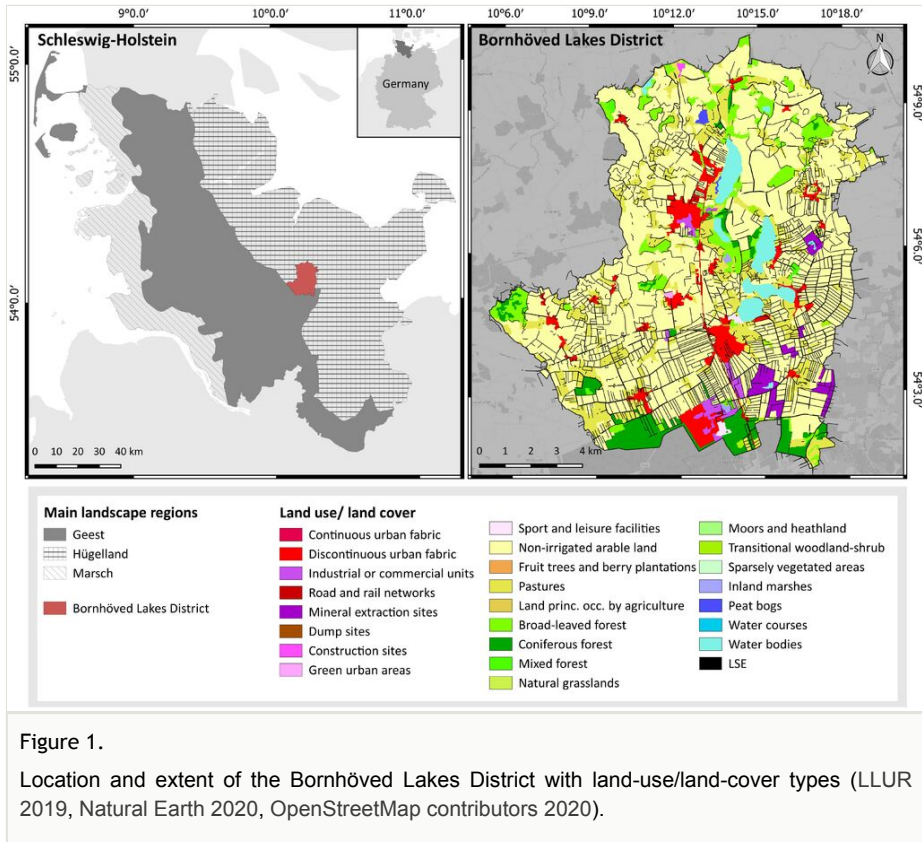 9°0.0'
10°0.0'
11°0.0'
Schleswig-Holstein
Germany
55°0.0'
54°0.0'
0 10 20 30 40 km
10°6.0'
10°9.0'
10°12.0'
10°15.0'
10°18.0'
Bornhöved Lakes District
N
54°9.0'
54°6.0'
54°3.0'
0 1 2 3 4 km
Main landscape regions
Geest
Hügelland
Marsch
Bornhöved Lakes District
Land use/ land cover
Continuous urban fabric
Discontinuous urban fabric
Industrial or commercial units
Road and rail networks
Mineral extraction sites
Dump sites
Construction sites
Green urban areas
Sport and leisure facilities
Non-irrigated arable land
Fruit trees and berry plantations
Pastures
Land princ. occ. by agriculture
Broad-leaved forest
Coniferous forest
Mixed forest
Natural grasslands
Moors and heathland
Transitional woodland-shrub
Sparsely vegetated areas
Inland marshes
Peat bogs
Water courses
Water bodies
LSE
Figure 1.
Location and extent of the Bornhöved Lakes District with land-use/land-cover types (LLUR
2019, Natural Earth 2020, OpenStreetMap contributors 2020).